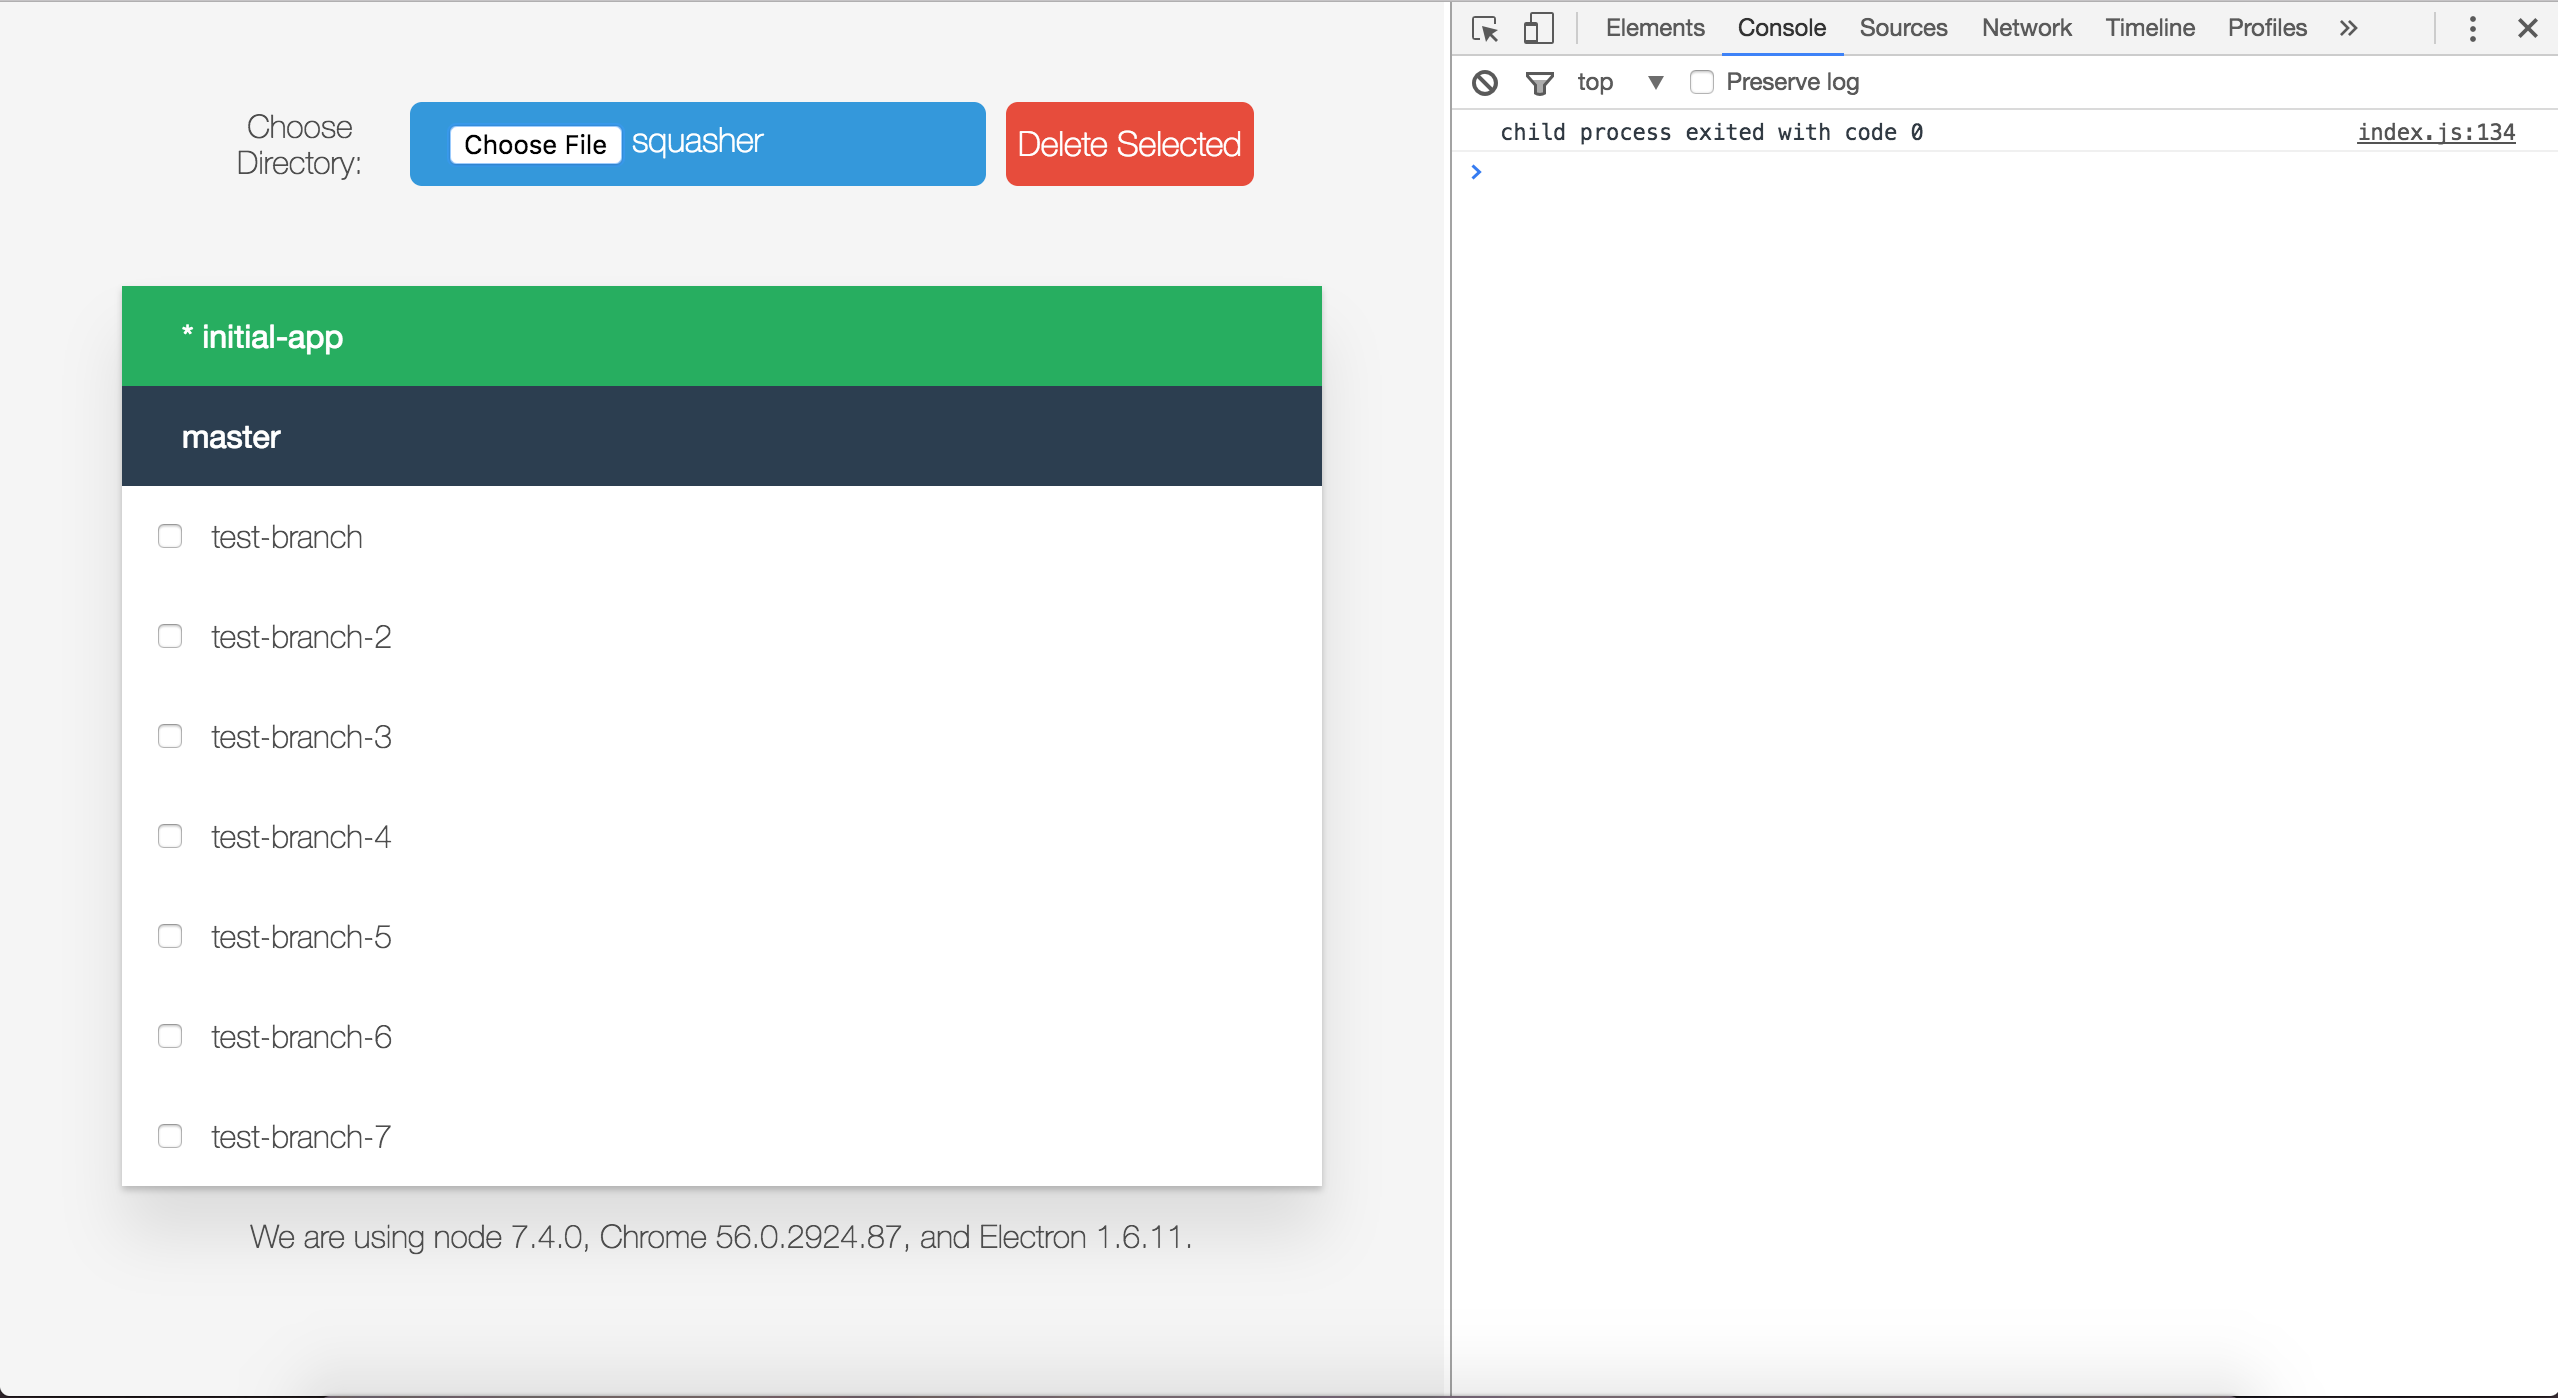 Elements Console Sources Network Timeline Profiles »
top ▼ Preserve log
child process exited with code 0 index.js:134
>
Choose
Directory:
Choose File squasher
Delete Selected
* initial-app
master
test-branch
test-branch-2
test-branch-3
test-branch-4
test-branch-5
test-branch-6
test-branch-7
We are using node 7.4.0, Chrome 56.0.2924.87, and Electron 1.6.11.